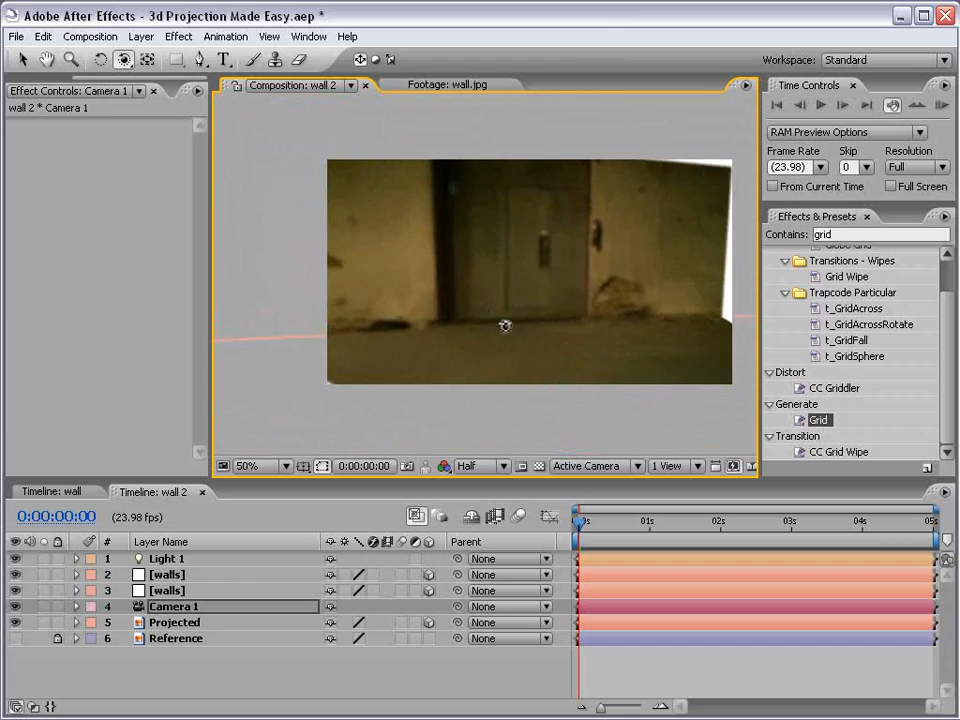 Adobe After Effects - 3d Projection Made Easy.aep *
File Edit Composition Layer Effect Animation View Window Help
Workspace: Standard
Effect Controls: Camera 1
wall 2 * Camera 1
Composition: wall 2
Footage: wall.jpg
Time Controls
RAM Preview Options
Frame Rate Skip Resolution
(23.98) 0 Full
From Current Time Full Screen
Effects & Presets
Contains: grid
Transitions - Wipes
Grid Wipe
Trapcode Particular
t_GridAcross
t_GridAcrossRotate
t_GridFall
t_GridSphere
Distort
CC Griddler
Generate
Grid
Transition
CC Grid Wipe
50% 0:00:00:00 Half Active Camera 1 View
Timeline: wall Timeline: wall 2
0:00:00:00 (23.98 fps)
01s 02s 03s 04s 05s
# Layer Name Parent
1 Light 1 None
2 [walls] None
3 [walls] None
4 Camera 1 None
5 Projected None
6 Reference None